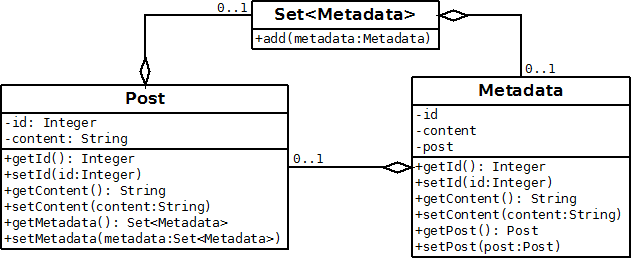 0..1
Set<Metadata>
+add(metadata:Metadata)
0..1
Post
-id: Integer
-content: String
+getId(): Integer
+setId(id:Integer)
+getContent(): String
+setContent(content:String)
+getMetadata(): Set<Metadata>
+setMetadata(metadata:Set<Metadata>)
0..1
Metadata
-id
-content
-post
+getId(): Integer
+setId(id:Integer)
+getContent(): String
+setContent(content:String)
+getPost(): Post
+setPost(post:Post)